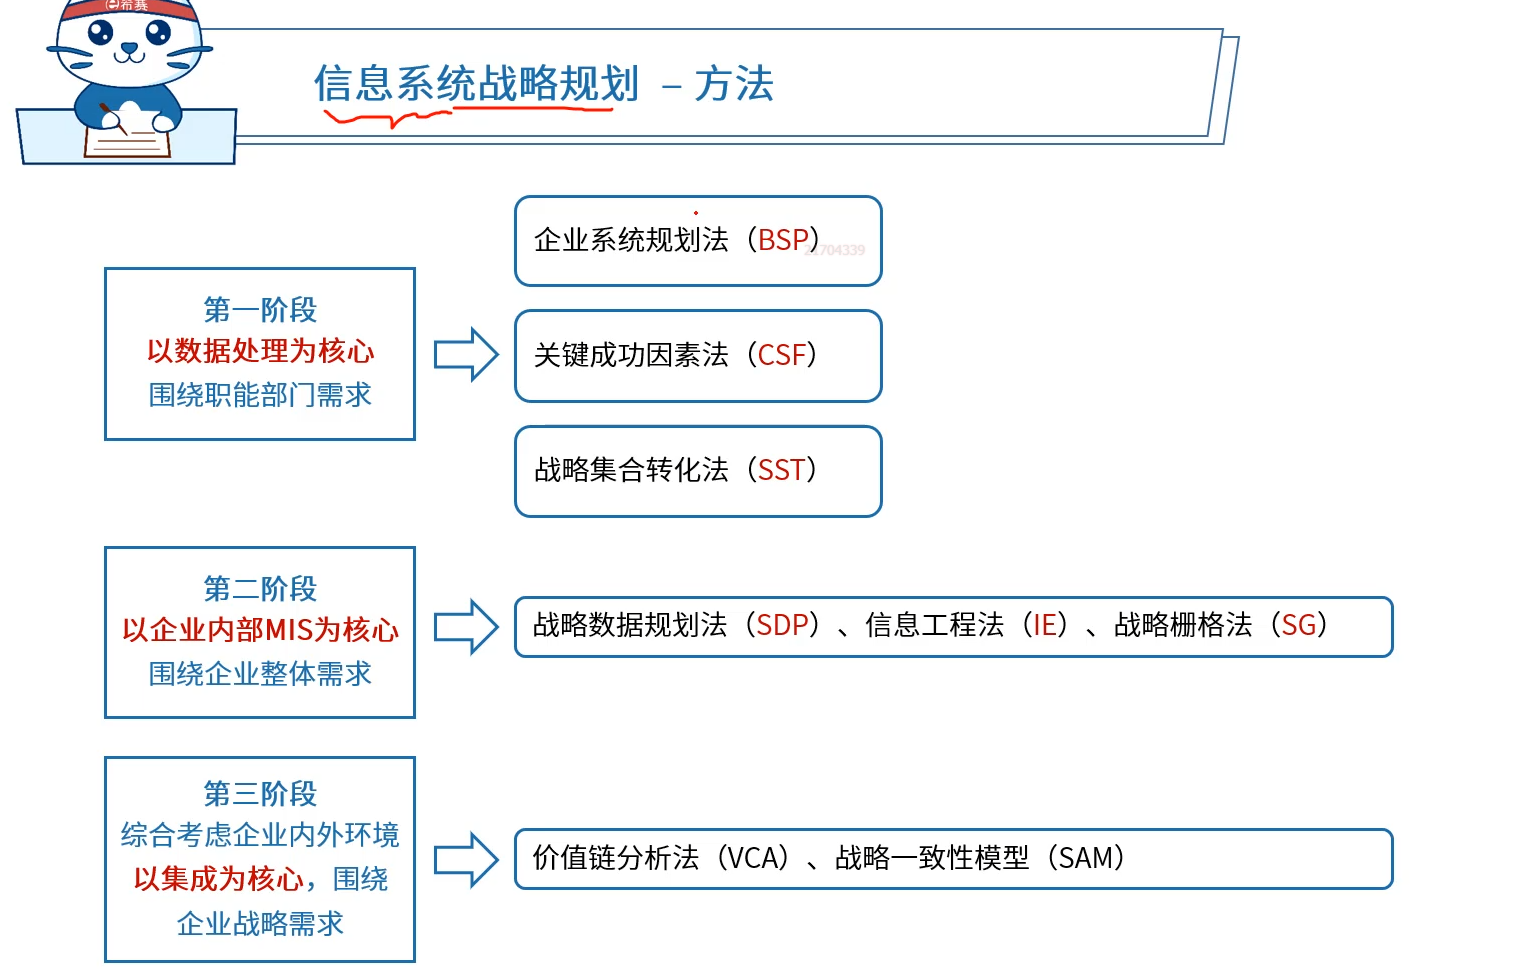 希赛
信息系统战略规划 – 方法
企业系统规划法（BSP）
21704339
第一阶段
以数据处理为核心
围绕职能部门需求
关键成功因素法（CSF）
战略集合转化法（SST）
第二阶段
以企业内部MIS为核心
围绕企业整体需求
战略数据规划法（SDP）、信息工程法（IE）、战略栅格法（SG）
第三阶段
综合考虑企业内外环境
以集成为核心，围绕
企业战略需求
价值链分析法（VCA）、战略一致性模型（SAM）